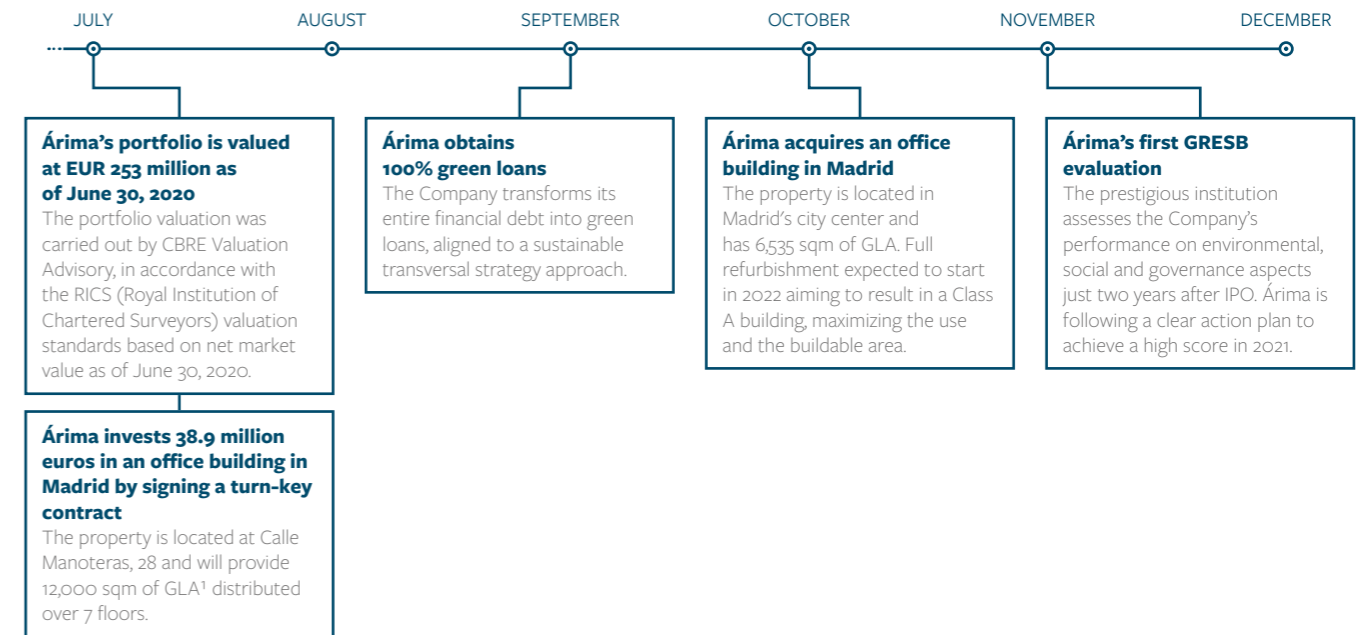 JULY
AUGUST
SEPTEMBER
OCTOBER
NOVEMBER
DECEMBER
Árima’s portfolio is valued
at EUR 253 million as
of June 30, 2020
The portfolio valuation was
carried out by CBRE Valuation
Advisory, in accordance with
the RICS (Royal Institution of
Chartered Surveyors) valuation
standards based on net market
value as of June 30, 2020.
Árima invests 38.9 million
euros in an office building in
Madrid by signing a turn-key
contract
The property is located at Calle
Manoteras, 28 and will provide
12,000 sqm of GLA¹ distributed
over 7 floors.
Árima obtains
100% green loans
The Company transforms its
entire financial debt into green
loans, aligned to a sustainable
transversal strategy approach.
Árima acquires an office
building in Madrid
The property is located in
Madrid's city center and
has 6,535 sqm of GLA. Full
refurbishment expected to start
in 2022 aiming to result in a Class
A building, maximizing the use
and the buildable area.
Árima’s first GRESB
evaluation
The prestigious institution
assesses the Company’s
performance on environmental,
social and governance aspects
just two years after IPO. Árima is
following a clear action plan to
achieve a high score in 2021.